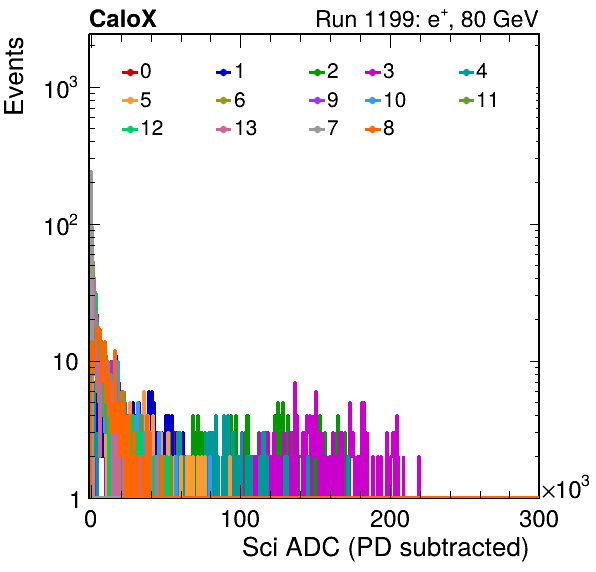 CaloX Run 1199: e⁺, 80 GeV
Events
0 1 2 3 4
5 6 9 10 11
12 13 7 8
10³
10²
10
1
0 100 200 300
×10³
Sci ADC (PD subtracted)